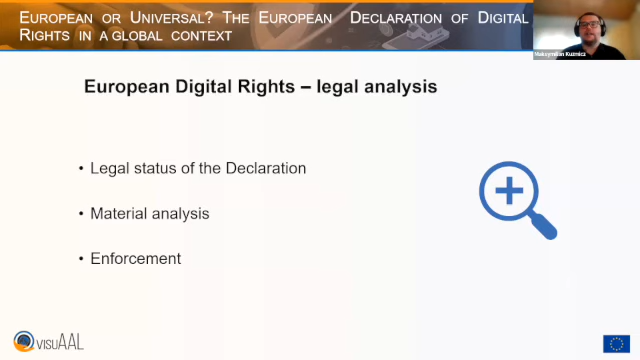 EUROPEAN OR UNIVERSAL? THE EUROPEAN DECLARATION OF DIGITAL
RIGHTS IN A GLOBAL CONTEXT
Maksymilian Kuzmicz
European Digital Rights – legal analysis
• Legal status of the Declaration
• Material analysis
• Enforcement
visuAAL